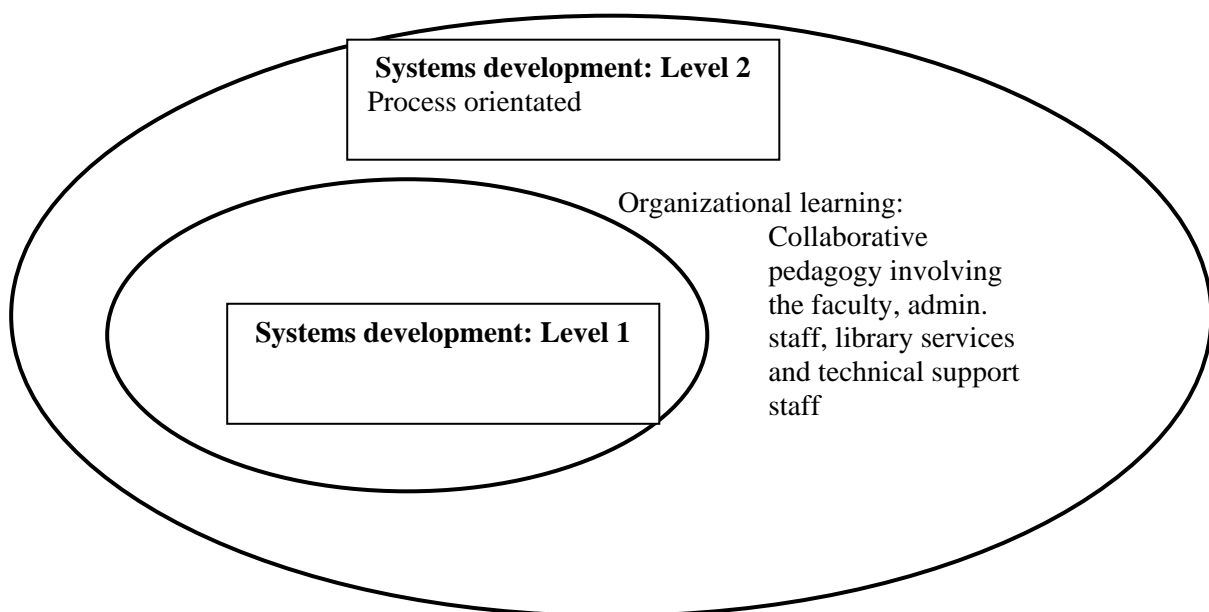 Systems development: Level 2
Process orientated
Organizational learning:
Collaborative
pedagogy involving
the faculty, admin.
staff, library services
and technical support
staff
Systems development: Level 1